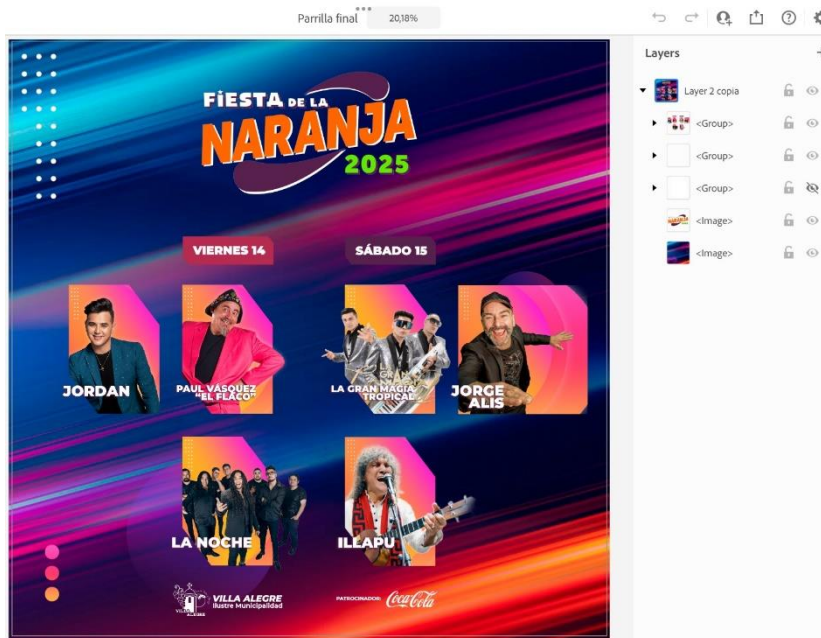 Parrilla final
20,18%
Layers
Layer 2 copia
<Group>
<Group>
<Group>
<Image>
<Image>
FiESTA DE LA
NARANJA
2025
VIERNES 14
SÁBADO 15
JORDAN
PAUL VÁSQUEZ
"EL FLACO"
LA GRAN MAGIA
TROPICAL
JORGE
ALIS
LA NOCHE
ILLAPU
VILLA ALEGRE
VILLA ALEGRE
Ilustre Municipalidad
PATROCINADOR:
Coca-Cola